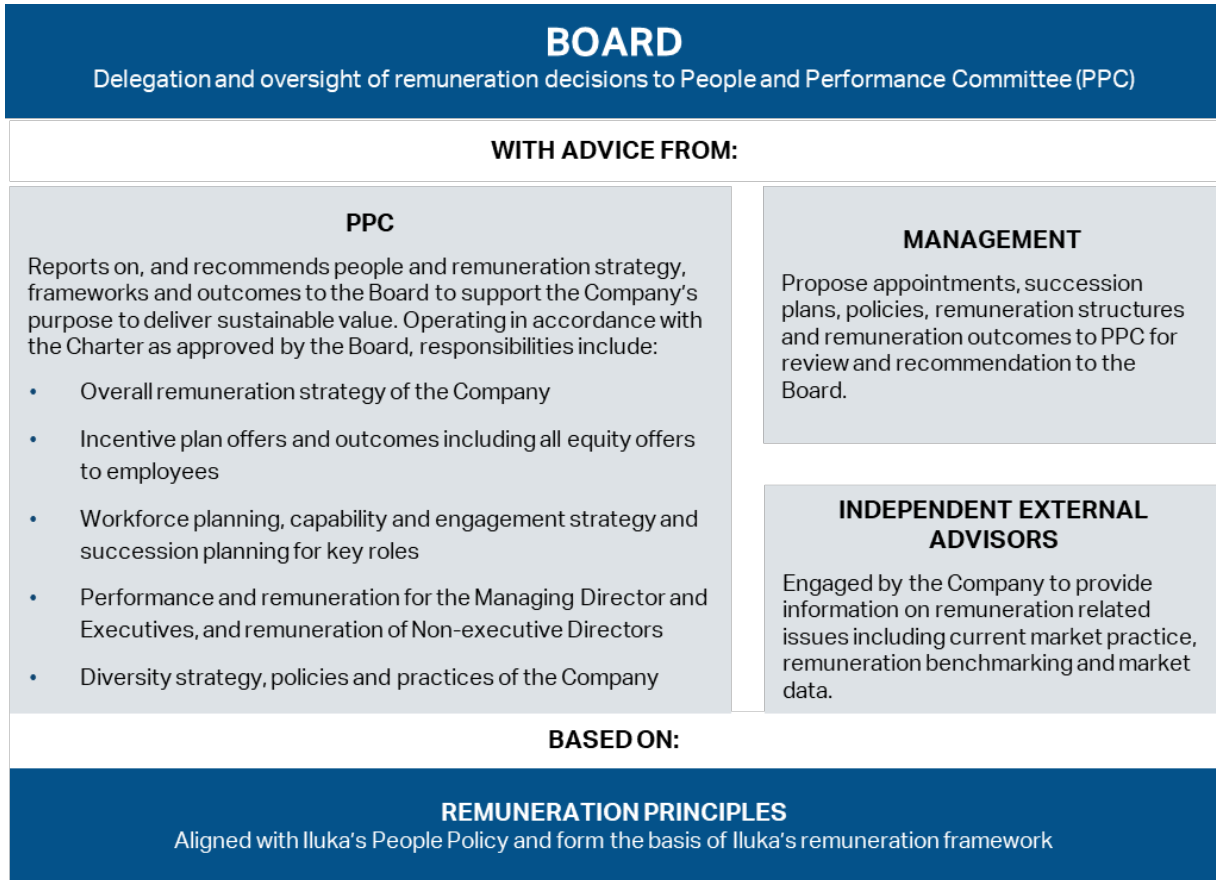 BOARD
Delegation and oversight of remuneration decisions to People and Performance Committee (PPC)
WITH ADVICE FROM:
PPC
Reports on, and recommends people and remuneration strategy,
frameworks and outcomes to the Board to support the Company's
purpose to deliver sustainable value. Operating in accordance with
the Charter as approved by the Board, responsibilities include:
• Overall remuneration strategy of the Company
• Incentive plan offers and outcomes including all equity offers
to employees
• Workforce planning, capability and engagement strategy and
succession planning for key roles
• Performance and remuneration for the Managing Director and
Executives, and remuneration of Non-executive Directors
• Diversity strategy, policies and practices of the Company
MANAGEMENT
Propose appointments, succession
plans, policies, remuneration structures
and remuneration outcomes to PPC for
review and recommendation to the
Board.
INDEPENDENT EXTERNAL
ADVISORS
Engaged by the Company to provide
information on remuneration related
issues including current market practice,
remuneration benchmarking and market
data.
BASED ON:
REMUNERATION PRINCIPLES
Aligned with Iluka's People Policy and form the basis of Iluka's remuneration framework